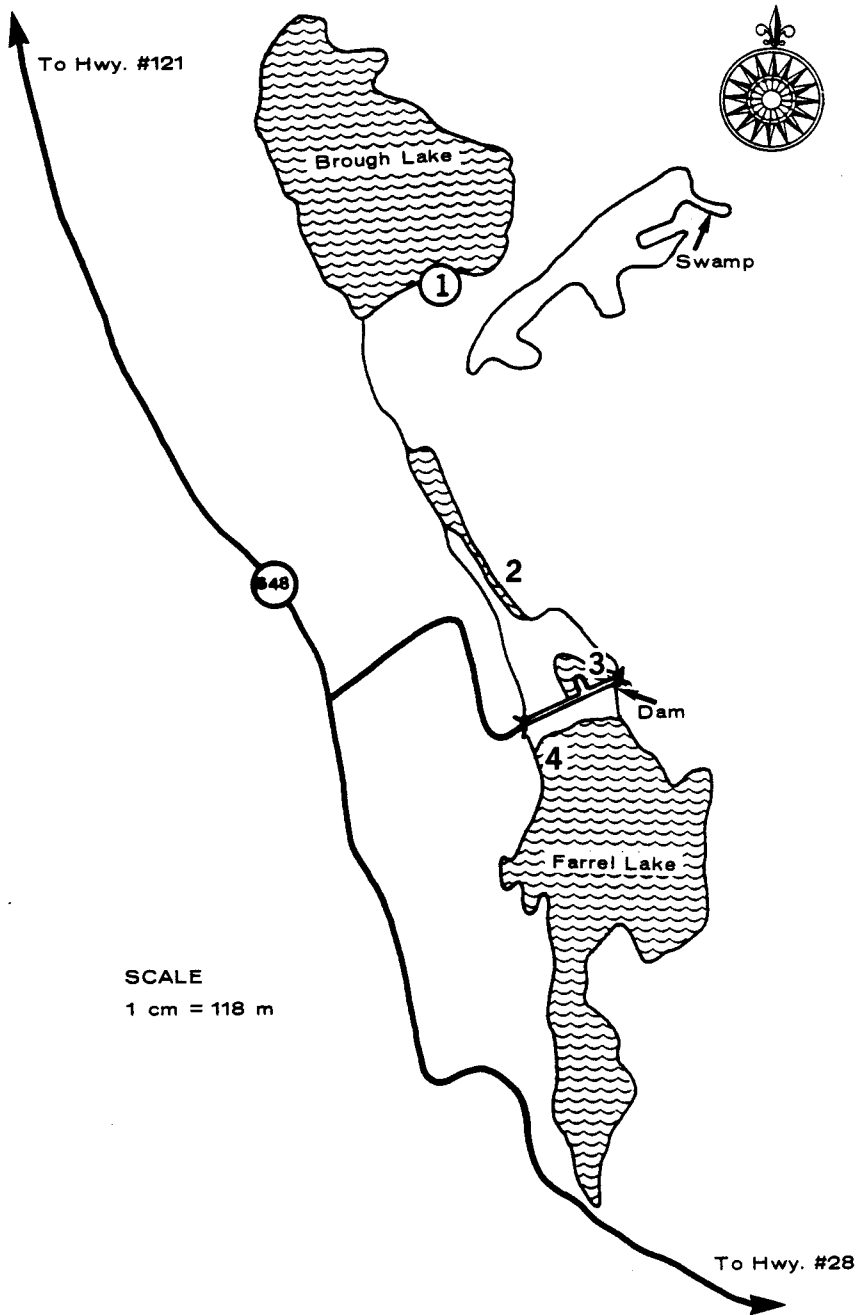 To Hwy. #121
Brough Lake
Swamp
1
2
3
Dam
4
Farrel Lake
SCALE
1 cm = 118 m
To Hwy. #28